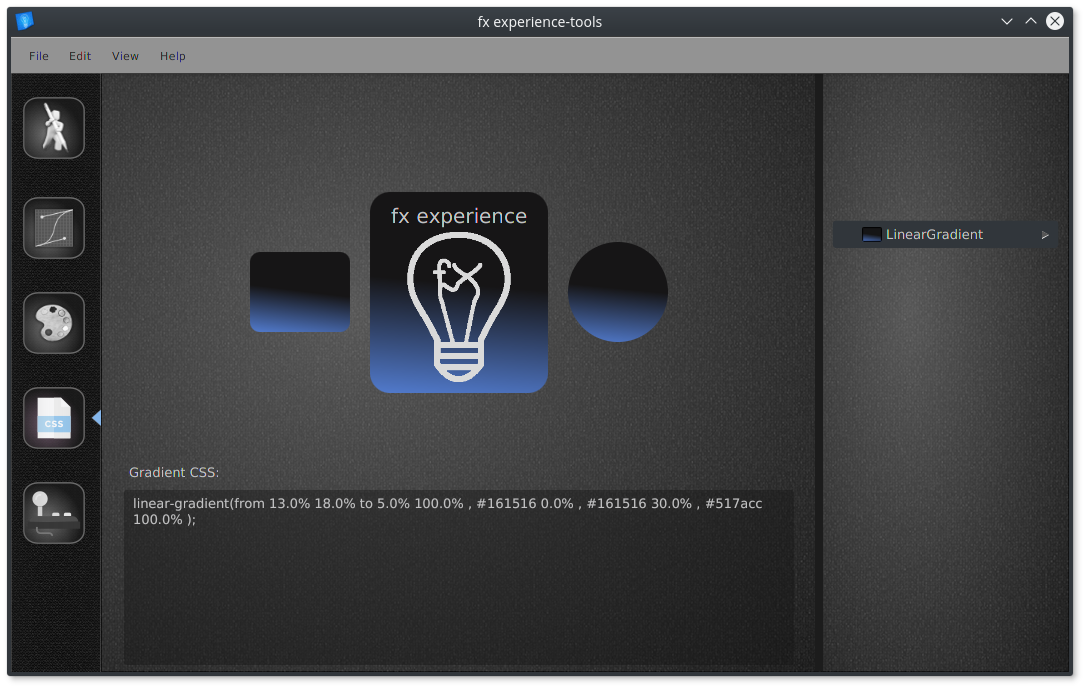 fx experience-tools
File Edit View Help
fx experience
fx
LinearGradient
CSS
Gradient CSS:
linear-gradient(from 13.0% 18.0% to 5.0% 100.0% , #161516 0.0% , #161516 30.0% , #517acc
100.0% );